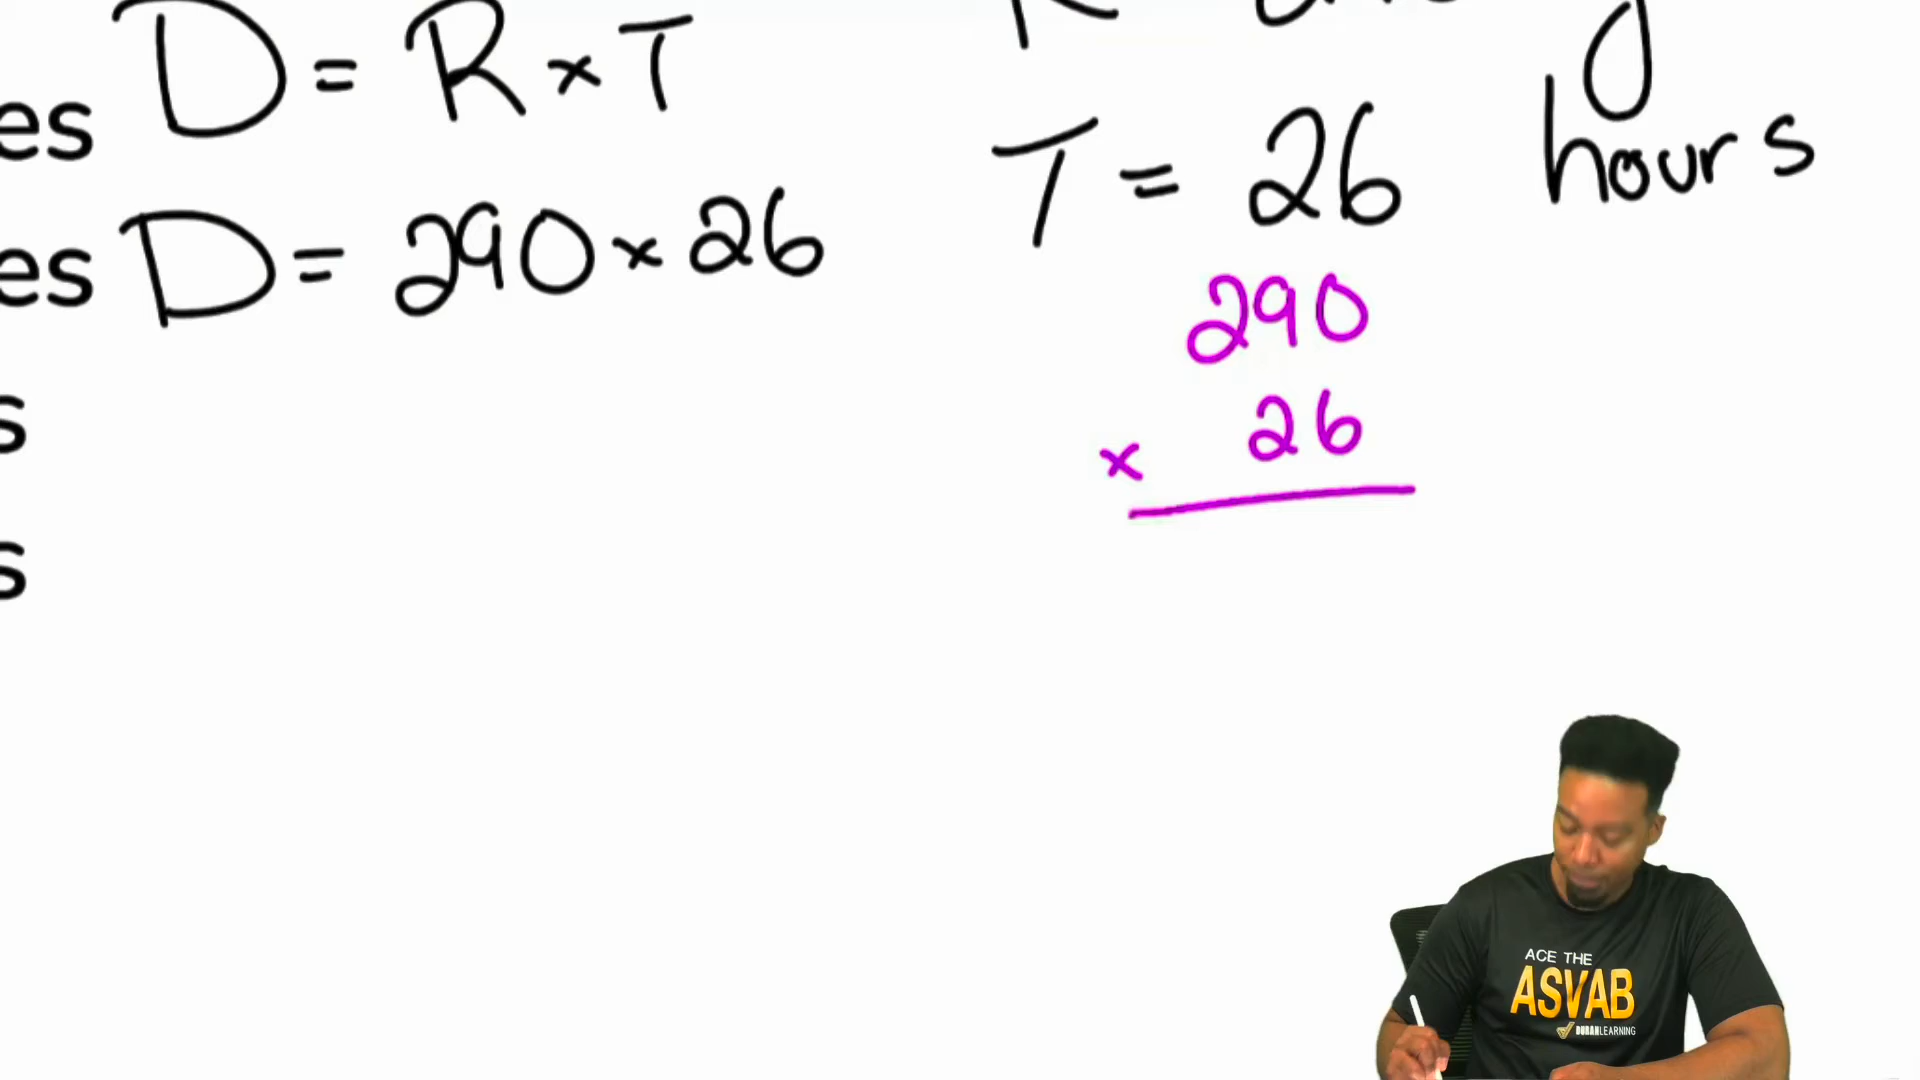 D = R × T
T = 26 hours
es
D = 290 × 26
es
290
× 26
s
s
ACE THE
ASVAB
DURANLEARNING